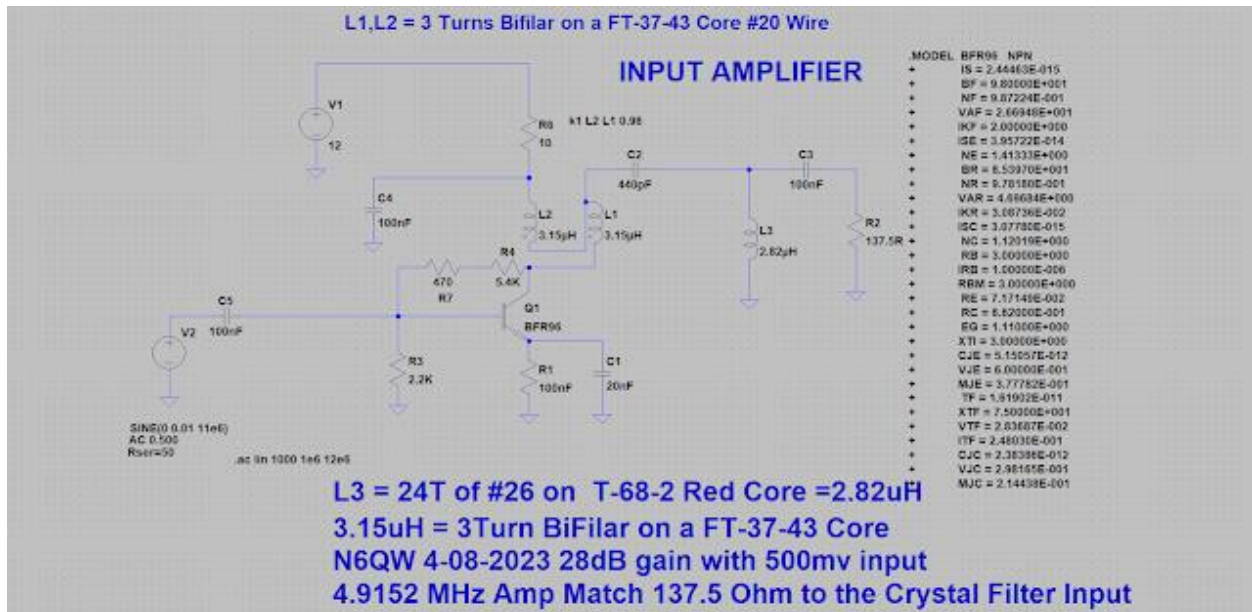 L1,L2 = 3 Turns Bifilar on a FT-37-43 Core #20 Wire
INPUT AMPLIFIER
V1
12
R6
10
k1 L2 L1 0.98
C4
100nF
L2
3.15µH
L1
3.15µH
C2
440pF
C3
100nF
L3
2.82µH
R2
137.5R
R4
5.4K
470
R7
C5
100nF
V2
Q1
BFR96
R3
2.2K
R1
100nF
C1
20nF
SINE(0 0.01 11e6)
AC 0.500
Rser=50
.ac lin 1000 1e6 12e6
.MODEL BFR96 NPN
+ IS = 2.44463E-015
+ BF = 9.80000E+001
+ NF = 9.87224E-001
+ VAF = 2.66948E+001
+ IKF = 2.00000E+000
+ ISE = 3.95722E-014
+ NE = 1.41333E+000
+ BR = 8.53970E+001
+ NR = 9.78180E-001
+ VAR = 4.66684E+000
+ IKR = 3.08736E-002
+ ISC = 3.07780E-015
+ NC = 1.12019E+000
+ RB = 3.00000E+000
+ IRB = 1.00000E-006
+ RBM = 3.00000E+000
+ RE = 7.17149E-002
+ RC = 6.62000E-001
+ EG = 1.11000E+000
+ XTI = 3.00000E+000
+ CJE = 5.15057E-012
+ VJE = 6.00000E-001
+ MJE = 3.77782E-001
+ TF = 1.61902E-011
+ XTF = 7.50000E+001
+ VTF = 2.83687E-002
+ ITF = 2.48030E-001
+ CJC = 2.38386E-012
+ VJC = 2.98165E-001
+ MJC = 2.14438E-001
L3 = 24T of #26 on T-68-2 Red Core =2.82uH
3.15uH = 3Turn BiFilar on a FT-37-43 Core
N6QW 4-08-2023 28dB gain with 500mv input
4.9152 MHz Amp Match 137.5 Ohm to the Crystal Filter Input